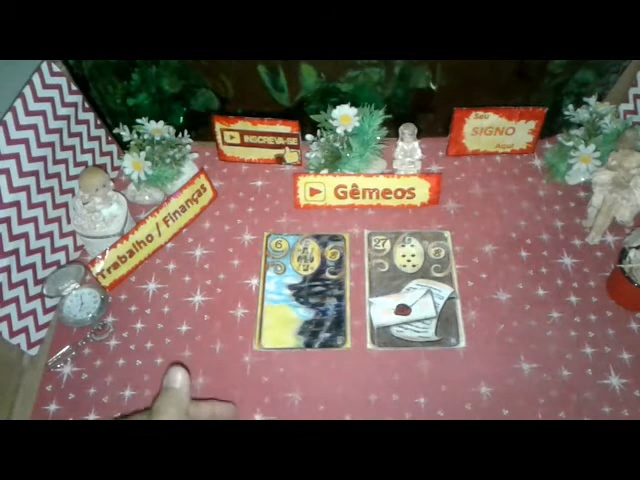 INSCREVA-SE
Seu
SIGNO
Aqui
Gêmeos
Trabalho / Finanças
6
27